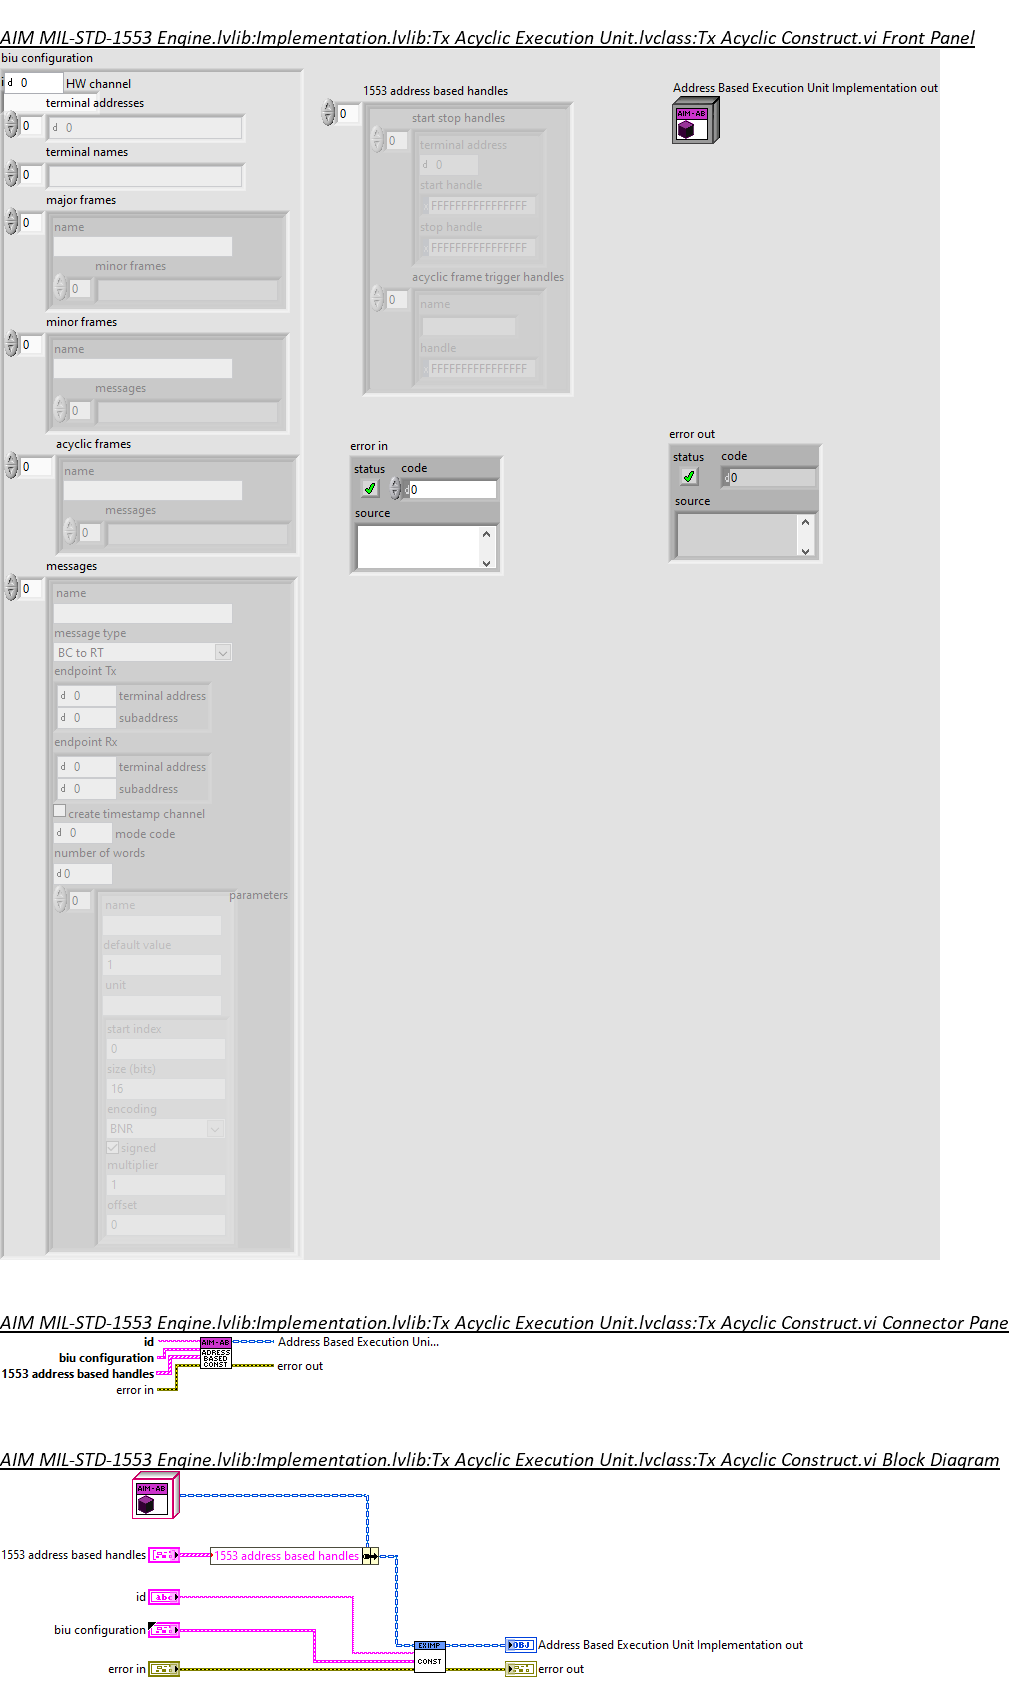 AIM MIL-STD-1553 Engine.lvlib:Implementation.lvlib:Tx Acyclic Execution Unit.lvclass:Tx Acyclic Construct.vi Front Panel
biu configuration
d 0 HW channel
terminal addresses
0 d 0
terminal names
0
major frames
0 name
minor frames
0
minor frames
0 name
messages
0
acyclic frames
0 name
messages
0
messages
0 name
message type
BC to RT
endpoint Tx
d 0 terminal address
d 0 subaddress
endpoint Rx
d 0 terminal address
d 0 subaddress
create timestamp channel
d 0 mode code
number of words
d 0
0 parameters
name
default value
1
unit
start index
0
size (bits)
16
encoding
BNR
signed
multiplier
1
offset
0
1553 address based handles
0 start stop handles
0 terminal address
d 0
start handle
FFFFFFFFFFFFFFFF
stop handle
FFFFFFFFFFFFFFFF
acyclic frame trigger handles
0 name
handle
FFFFFFFFFFFFFFFF
error in
status code
d 0
source
Address Based Execution Unit Implementation out
AIM-AB
error out
status code
d 0
source
AIM MIL-STD-1553 Engine.lvlib:Implementation.lvlib:Tx Acyclic Execution Unit.lvclass:Tx Acyclic Construct.vi Connector Pane
id
biu configuration
1553 address based handles
error in
AIM-AB
ADRESS
BASED
CONST
Address Based Execution Uni...
error out
AIM MIL-STD-1553 Engine.lvlib:Implementation.lvlib:Tx Acyclic Execution Unit.lvclass:Tx Acyclic Construct.vi Block Diagram
AIM-AB
1553 address based handles
1553 address based handles
id abc
biu configuration
error in
EXIMP
CONST
OBJ Address Based Execution Unit Implementation out
error out